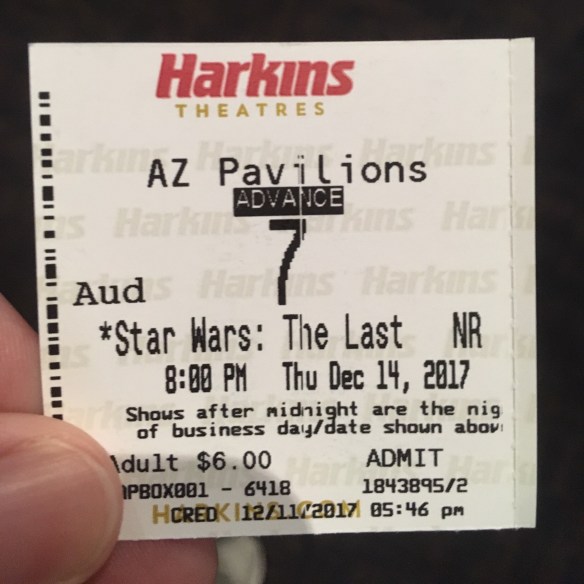 Harkins
THEATRES
AZ Pavilions
ADVANCE
7
Aud
*Star Wars: The Last NR
8:00 PM Thu Dec 14, 2017
Shows after midnight are the nig
of business day/date shown abov
Adult $6.00 ADMIT
PBOX001 - 6418 1843895/2
HARKINS.COM
CRED 12/11/2017 05:46 pm